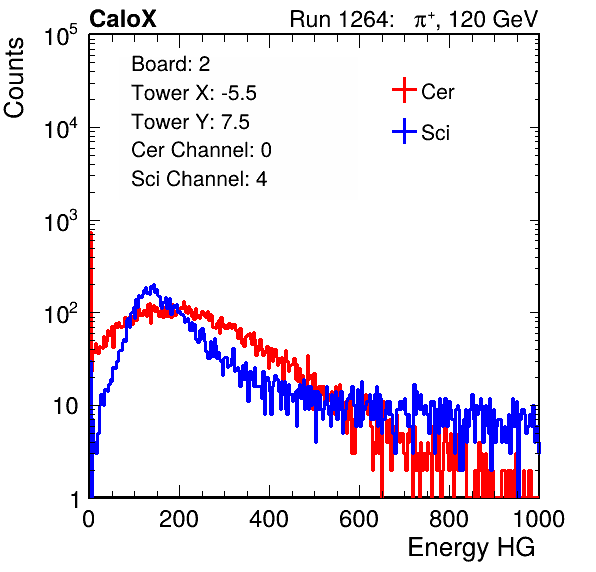 CaloX Run 1264: π⁺, 120 GeV
Counts
10⁵
10⁴
10³
10²
10
1
Board: 2
Tower X: -5.5
Tower Y: 7.5
Cer Channel: 0
Sci Channel: 4
Cer
Sci
0 200 400 600 800 1000
Energy HG